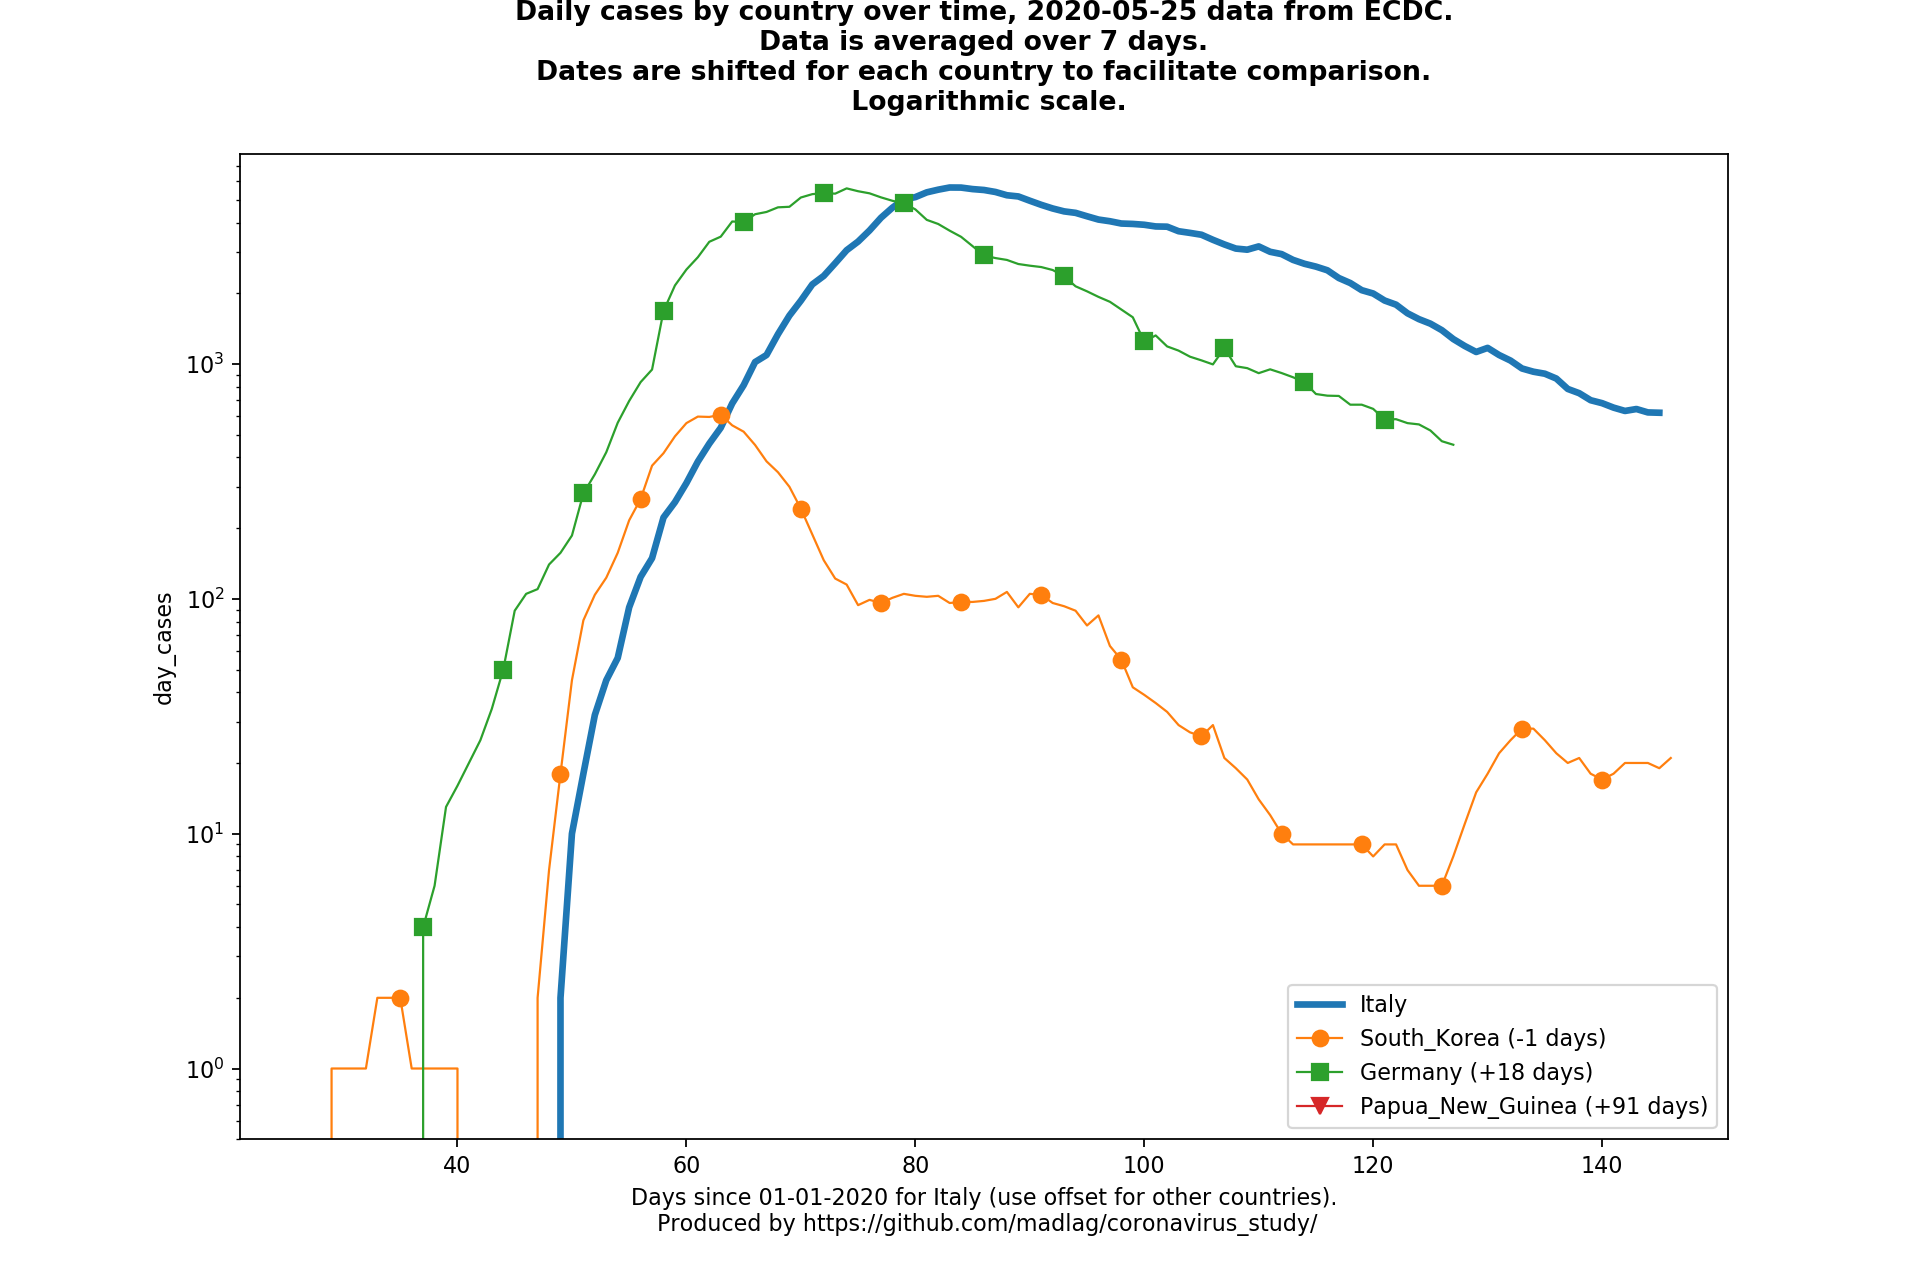 Daily cases by country over time, 2020-05-25 data from ECDC.
Data is averaged over 7 days.
Dates are shifted for each country to facilitate comparison.
Logarithmic scale.
10³
10²
10¹
10⁰
day_cases
40 60 80 100 120 140
Days since 01-01-2020 for Italy (use offset for other countries).
Produced by https://github.com/madlag/coronavirus_study/
Italy
South_Korea (-1 days)
Germany (+18 days)
Papua_New_Guinea (+91 days)